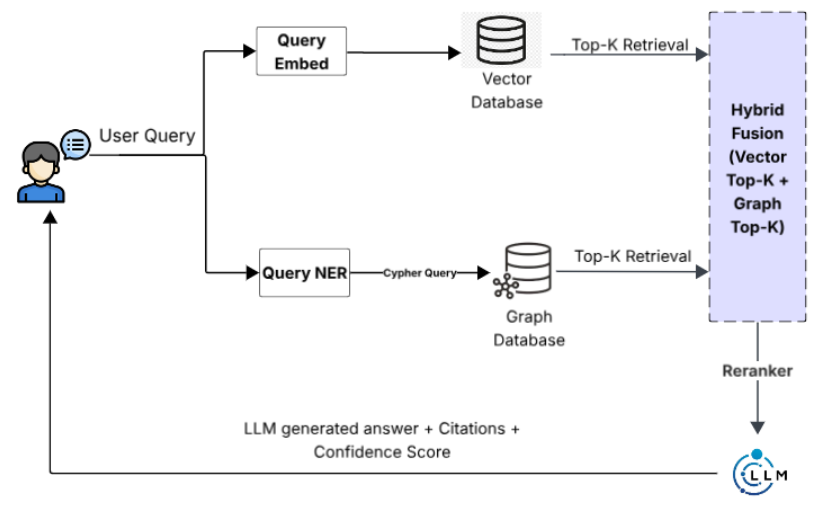 Query
Embed
Vector
Database
Top-K Retrieval
Hybrid
Fusion
(Vector
Top-K +
Graph
Top-K)
User Query
Query NER
Cypher Query
Graph
Database
Top-K Retrieval
Reranker
LLM generated answer + Citations +
Confidence Score
LLM